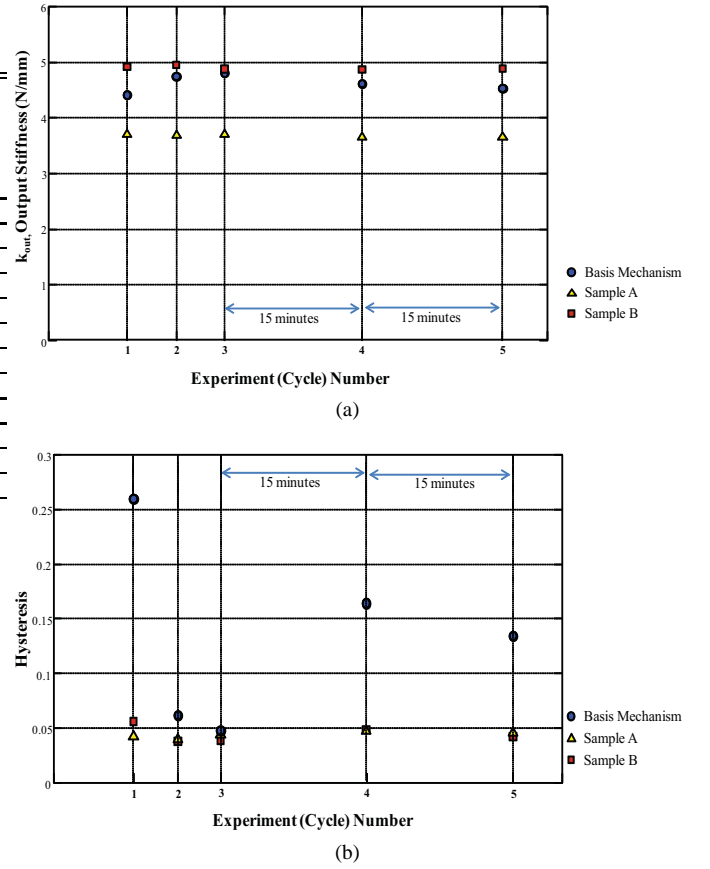 6
5
4
3
2
1
0
k_out, Output Stiffness (N/mm)
15 minutes
15 minutes
1 2 3 4 5
Experiment (Cycle) Number
Basis Mechanism
Sample A
Sample B
(a)
0.3
0.25
0.2
0.15
0.1
0.05
0
Hysteresis
15 minutes
15 minutes
1 2 3 4 5
Experiment (Cycle) Number
Basis Mechanism
Sample A
Sample B
(b)